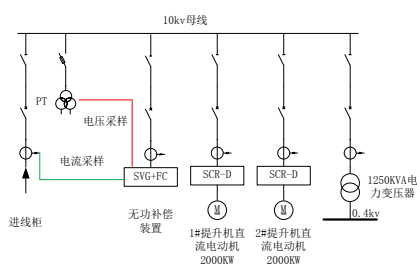 10kv母线
PT
电压采样
电流采样
SVG+FC
SCR-D
SCR-D
1250KVA电
力变压器
M
M
0.4kv
进线柜
无功补偿
装置
1#提升机直
流电动机
2000KW
2#提升机直
流电动机
2000KW